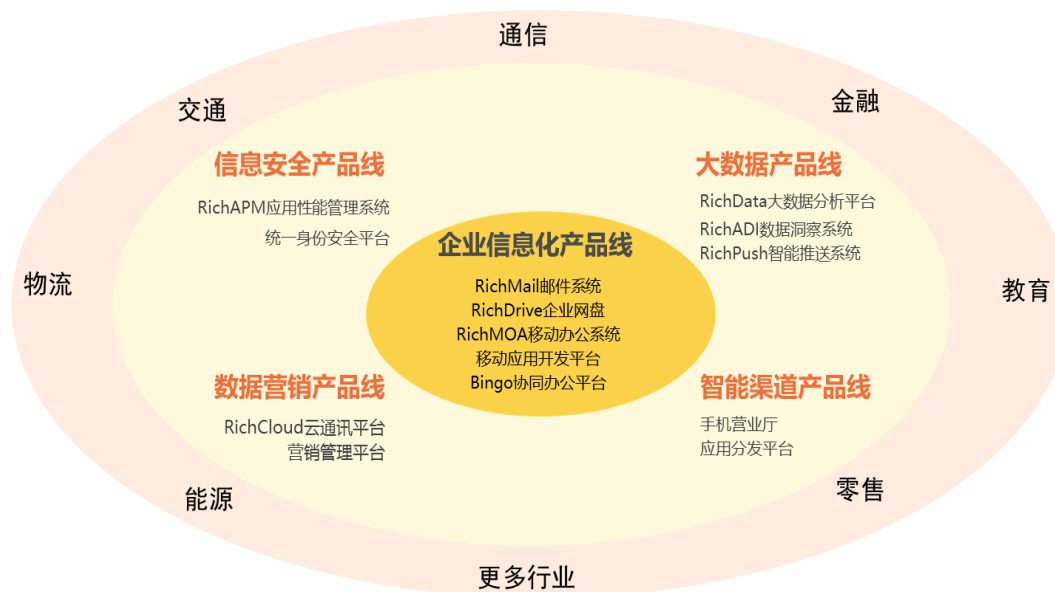 通信
交通
金融
信息安全产品线
RichAPM应用性能管理系统
统一身份安全平台
大数据产品线
RichData大数据分析平台
RichADI数据洞察系统
RichPush智能推送系统
企业信息化产品线
RichMail邮件系统
RichDrive企业网盘
RichMOA移动办公系统
移动应用开发平台
Bingo协同办公平台
物流
教育
数据营销产品线
RichCloud云通讯平台
营销管理平台
智能渠道产品线
手机营业厅
应用分发平台
能源
零售
更多行业